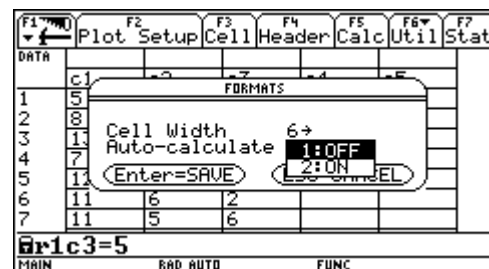 F1 F2 F3 F4 F5 F6 F7
Plot Setup Cell Header Calc Util Stat
DATA
c1
FORMATS
1 5
2 8
Cell Width 6→
3
Auto-calculate 1:OFF
4 7
2:ON
5
Enter=SAVE
6 11 6 2
7 11 5 6
r1c3=5
MAIN RAD AUTO FUNC